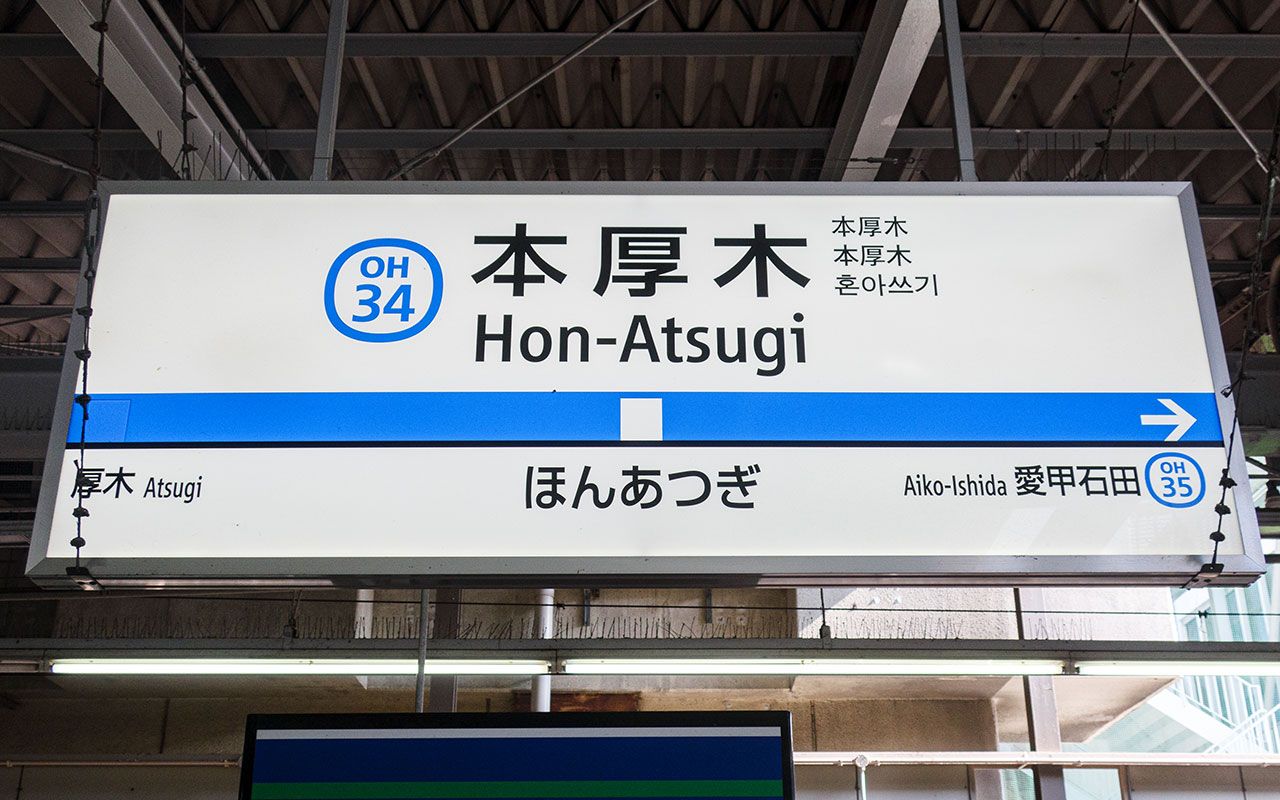 OH
34
本厚木
Hon-Atsugi
本厚木
本厚木
혼아쓰기
厚木 Atsugi
ほんあつぎ
Aiko-Ishida 愛甲石田
OH
35